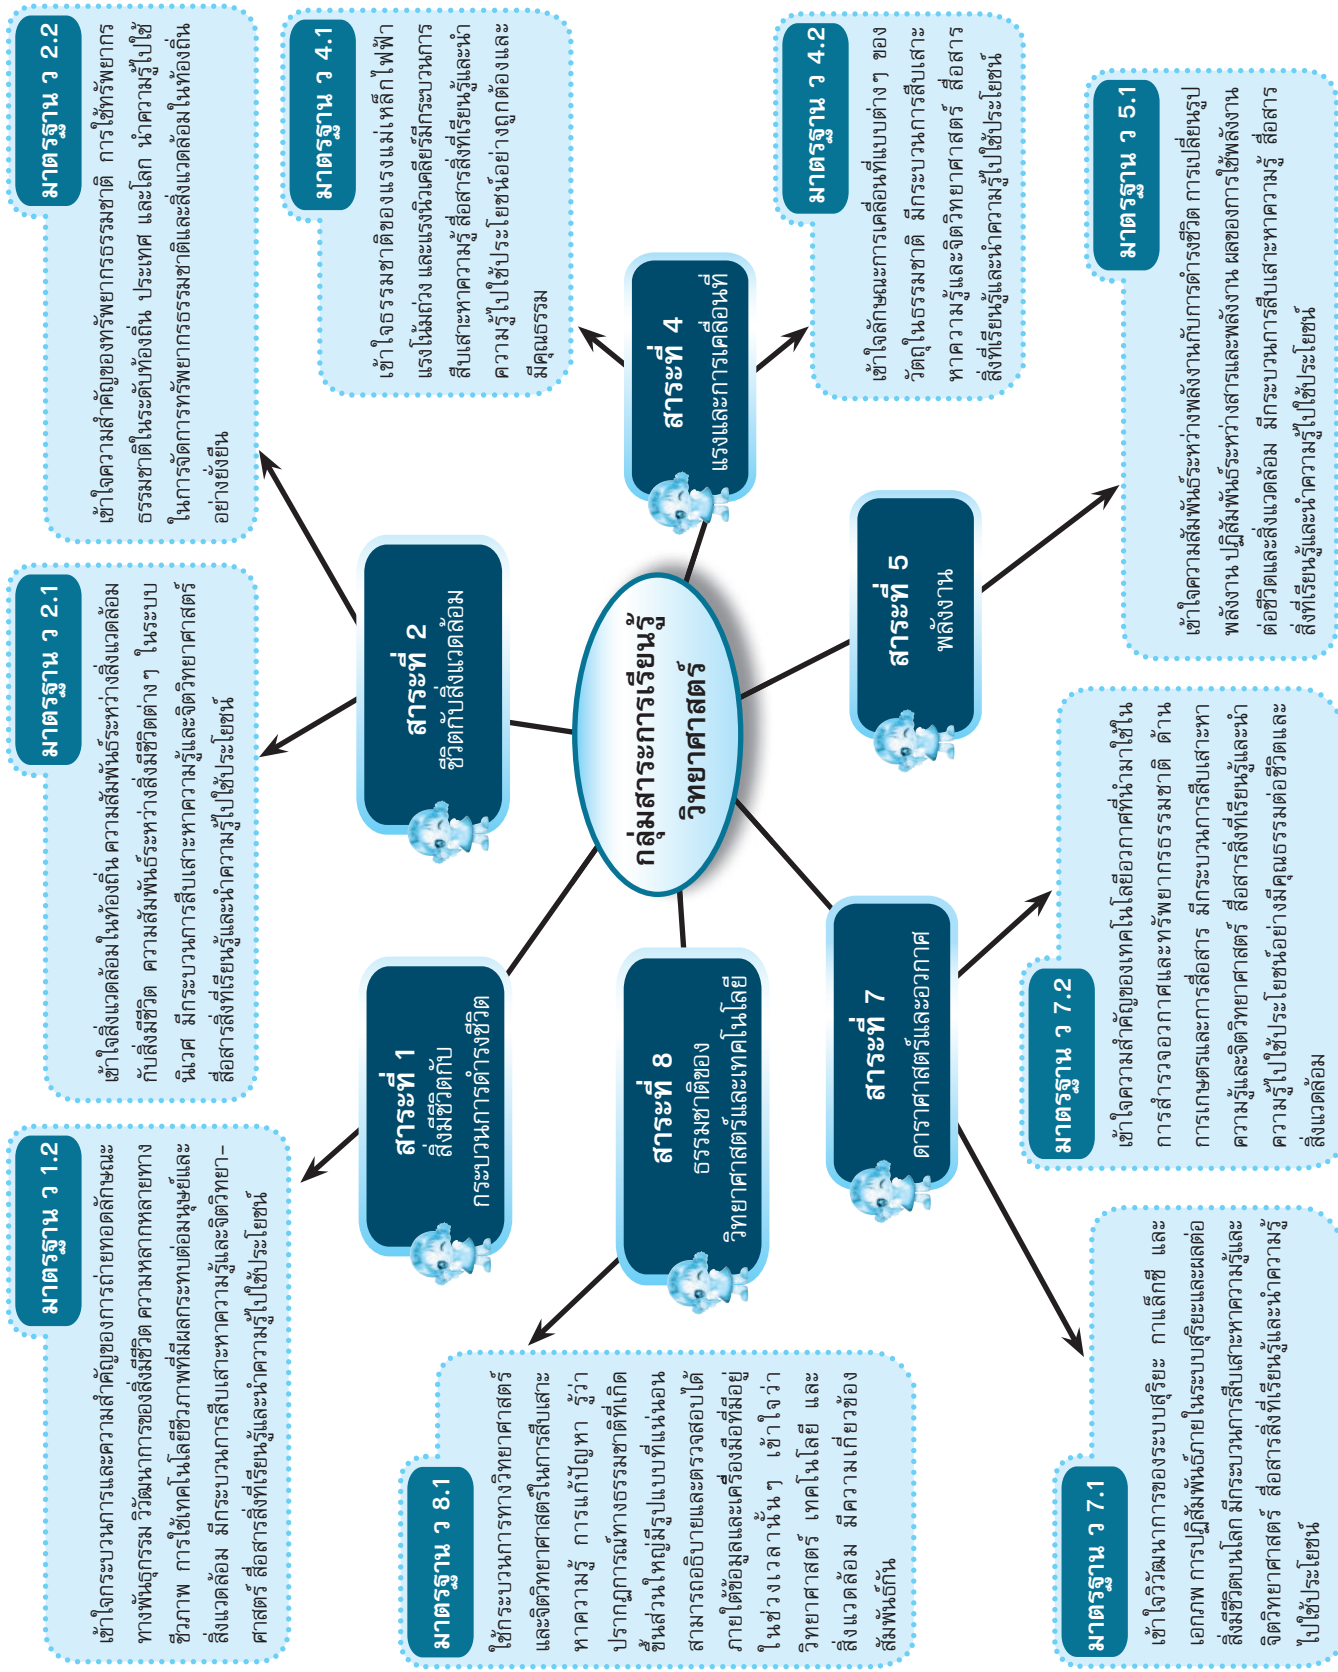 กลุ่มสาระการเรียนรู้
วิทยาศาสตร์
สาระที่ 1
สิ่งมีชีวิตกับ
กระบวนการดำรงชีวิต
มาตรฐาน ว 1.2
เข้าใจกระบวนการและความสำคัญของการถ่ายทอดลักษณะ
ทางพันธุกรรม วิวัฒนาการของสิ่งมีชีวิต ความหลากหลายทาง
ชีวภาพ การใช้เทคโนโลยีชีวภาพที่มีผลกระทบต่อมนุษย์และ
สิ่งแวดล้อม มีกระบวนการสืบเสาะหาความรู้และจิตวิทยา-
ศาสตร์ สื่อสารสิ่งที่เรียนรู้และนำความรู้ไปใช้ประโยชน์
สาระที่ 2
ชีวิตกับสิ่งแวดล้อม
มาตรฐาน ว 2.1
เข้าใจสิ่งแวดล้อมในท้องถิ่น ความสัมพันธ์ระหว่างสิ่งแวดล้อม
กับสิ่งมีชีวิต ความสัมพันธ์ระหว่างสิ่งมีชีวิตต่างๆ ในระบบ
นิเวศ มีกระบวนการสืบเสาะหาความรู้และจิตวิทยาศาสตร์
สื่อสารสิ่งที่เรียนรู้และนำความรู้ไปใช้ประโยชน์
มาตรฐาน ว 2.2
เข้าใจความสำคัญของทรัพยากรธรรมชาติ การใช้ทรัพยากร
ธรรมชาติในระดับท้องถิ่น ประเทศ และโลก นำความรู้ไปใช้
ในการจัดการทรัพยากรธรรมชาติและสิ่งแวดล้อมในท้องถิ่น
อย่างยั่งยืน
สาระที่ 4
แรงและการเคลื่อนที่
มาตรฐาน ว 4.1
เข้าใจธรรมชาติของแรงแม่เหล็กไฟฟ้า
แรงโน้มถ่วง และแรงนิวเคลียร์มีกระบวนการ
สืบเสาะหาความรู้ สื่อสารสิ่งที่เรียนรู้และนำ
ความรู้ไปใช้ประโยชน์อย่างถูกต้องและ
มีคุณธรรม
มาตรฐาน ว 4.2
เข้าใจลักษณะการเคลื่อนที่แบบต่างๆ ของ
วัตถุในธรรมชาติ มีกระบวนการสืบเสาะ
หาความรู้และจิตวิทยาศาสตร์ สื่อสาร
สิ่งที่เรียนรู้และนำความรู้ไปใช้ประโยชน์
สาระที่ 5
พลังงาน
มาตรฐาน ว 5.1
เข้าใจความสัมพันธ์ระหว่างพลังงานกับการดำรงชีวิต การเปลี่ยนรูป
พลังงาน ปฏิสัมพันธ์ระหว่างสารและพลังงาน ผลของการใช้พลังงาน
ต่อชีวิตและสิ่งแวดล้อม มีกระบวนการสืบเสาะหาความรู้ สื่อสาร
สิ่งที่เรียนรู้และนำความรู้ไปใช้ประโยชน์
สาระที่ 7
ดาราศาสตร์และอวกาศ
มาตรฐาน ว 7.1
เข้าใจวิวัฒนาการของระบบสุริยะ กาแล็กซี และ
เอกภพ การปฏิสัมพันธ์ภายในระบบสุริยะและผลต่อ
สิ่งมีชีวิตบนโลก มีกระบวนการสืบเสาะหาความรู้และ
จิตวิทยาศาสตร์ สื่อสารสิ่งที่เรียนรู้และนำความรู้
ไปใช้ประโยชน์
มาตรฐาน ว 7.2
เข้าใจความสำคัญของเทคโนโลยีอวกาศที่นำมาใช้ใน
การสำรวจอวกาศและทรัพยากรธรรมชาติ ด้าน
การเกษตรและการสื่อสาร มีกระบวนการสืบเสาะหา
ความรู้และจิตวิทยาศาสตร์ สื่อสารสิ่งที่เรียนรู้และนำ
ความรู้ไปใช้ประโยชน์อย่างมีคุณธรรมต่อชีวิตและ
สิ่งแวดล้อม
สาระที่ 8
ธรรมชาติของ
วิทยาศาสตร์และเทคโนโลยี
มาตรฐาน ว 8.1
ใช้กระบวนการทางวิทยาศาสตร์
และจิตวิทยาศาสตร์ในการสืบเสาะ
หาความรู้ การแก้ปัญหา รู้ว่า
ปรากฏการณ์ทางธรรมชาติที่เกิด
ขึ้นส่วนใหญ่มีรูปแบบที่แน่นอน
สามารถอธิบายและตรวจสอบได้
ภายใต้ข้อมูลและเครื่องมือที่มีอยู่
ในช่วงเวลานั้นๆ เข้าใจว่า
วิทยาศาสตร์ เทคโนโลยี และ
สิ่งแวดล้อม มีความเกี่ยวข้อง
สัมพันธ์กัน